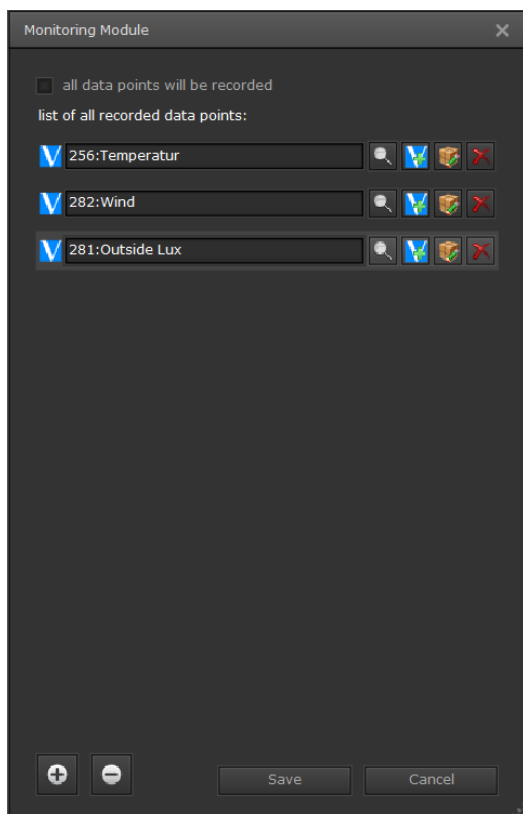 Monitoring Module
all data points will be recorded
list of all recorded data points:
256:Temperatur
282:Wind
281:Outside Lux
Save
Cancel